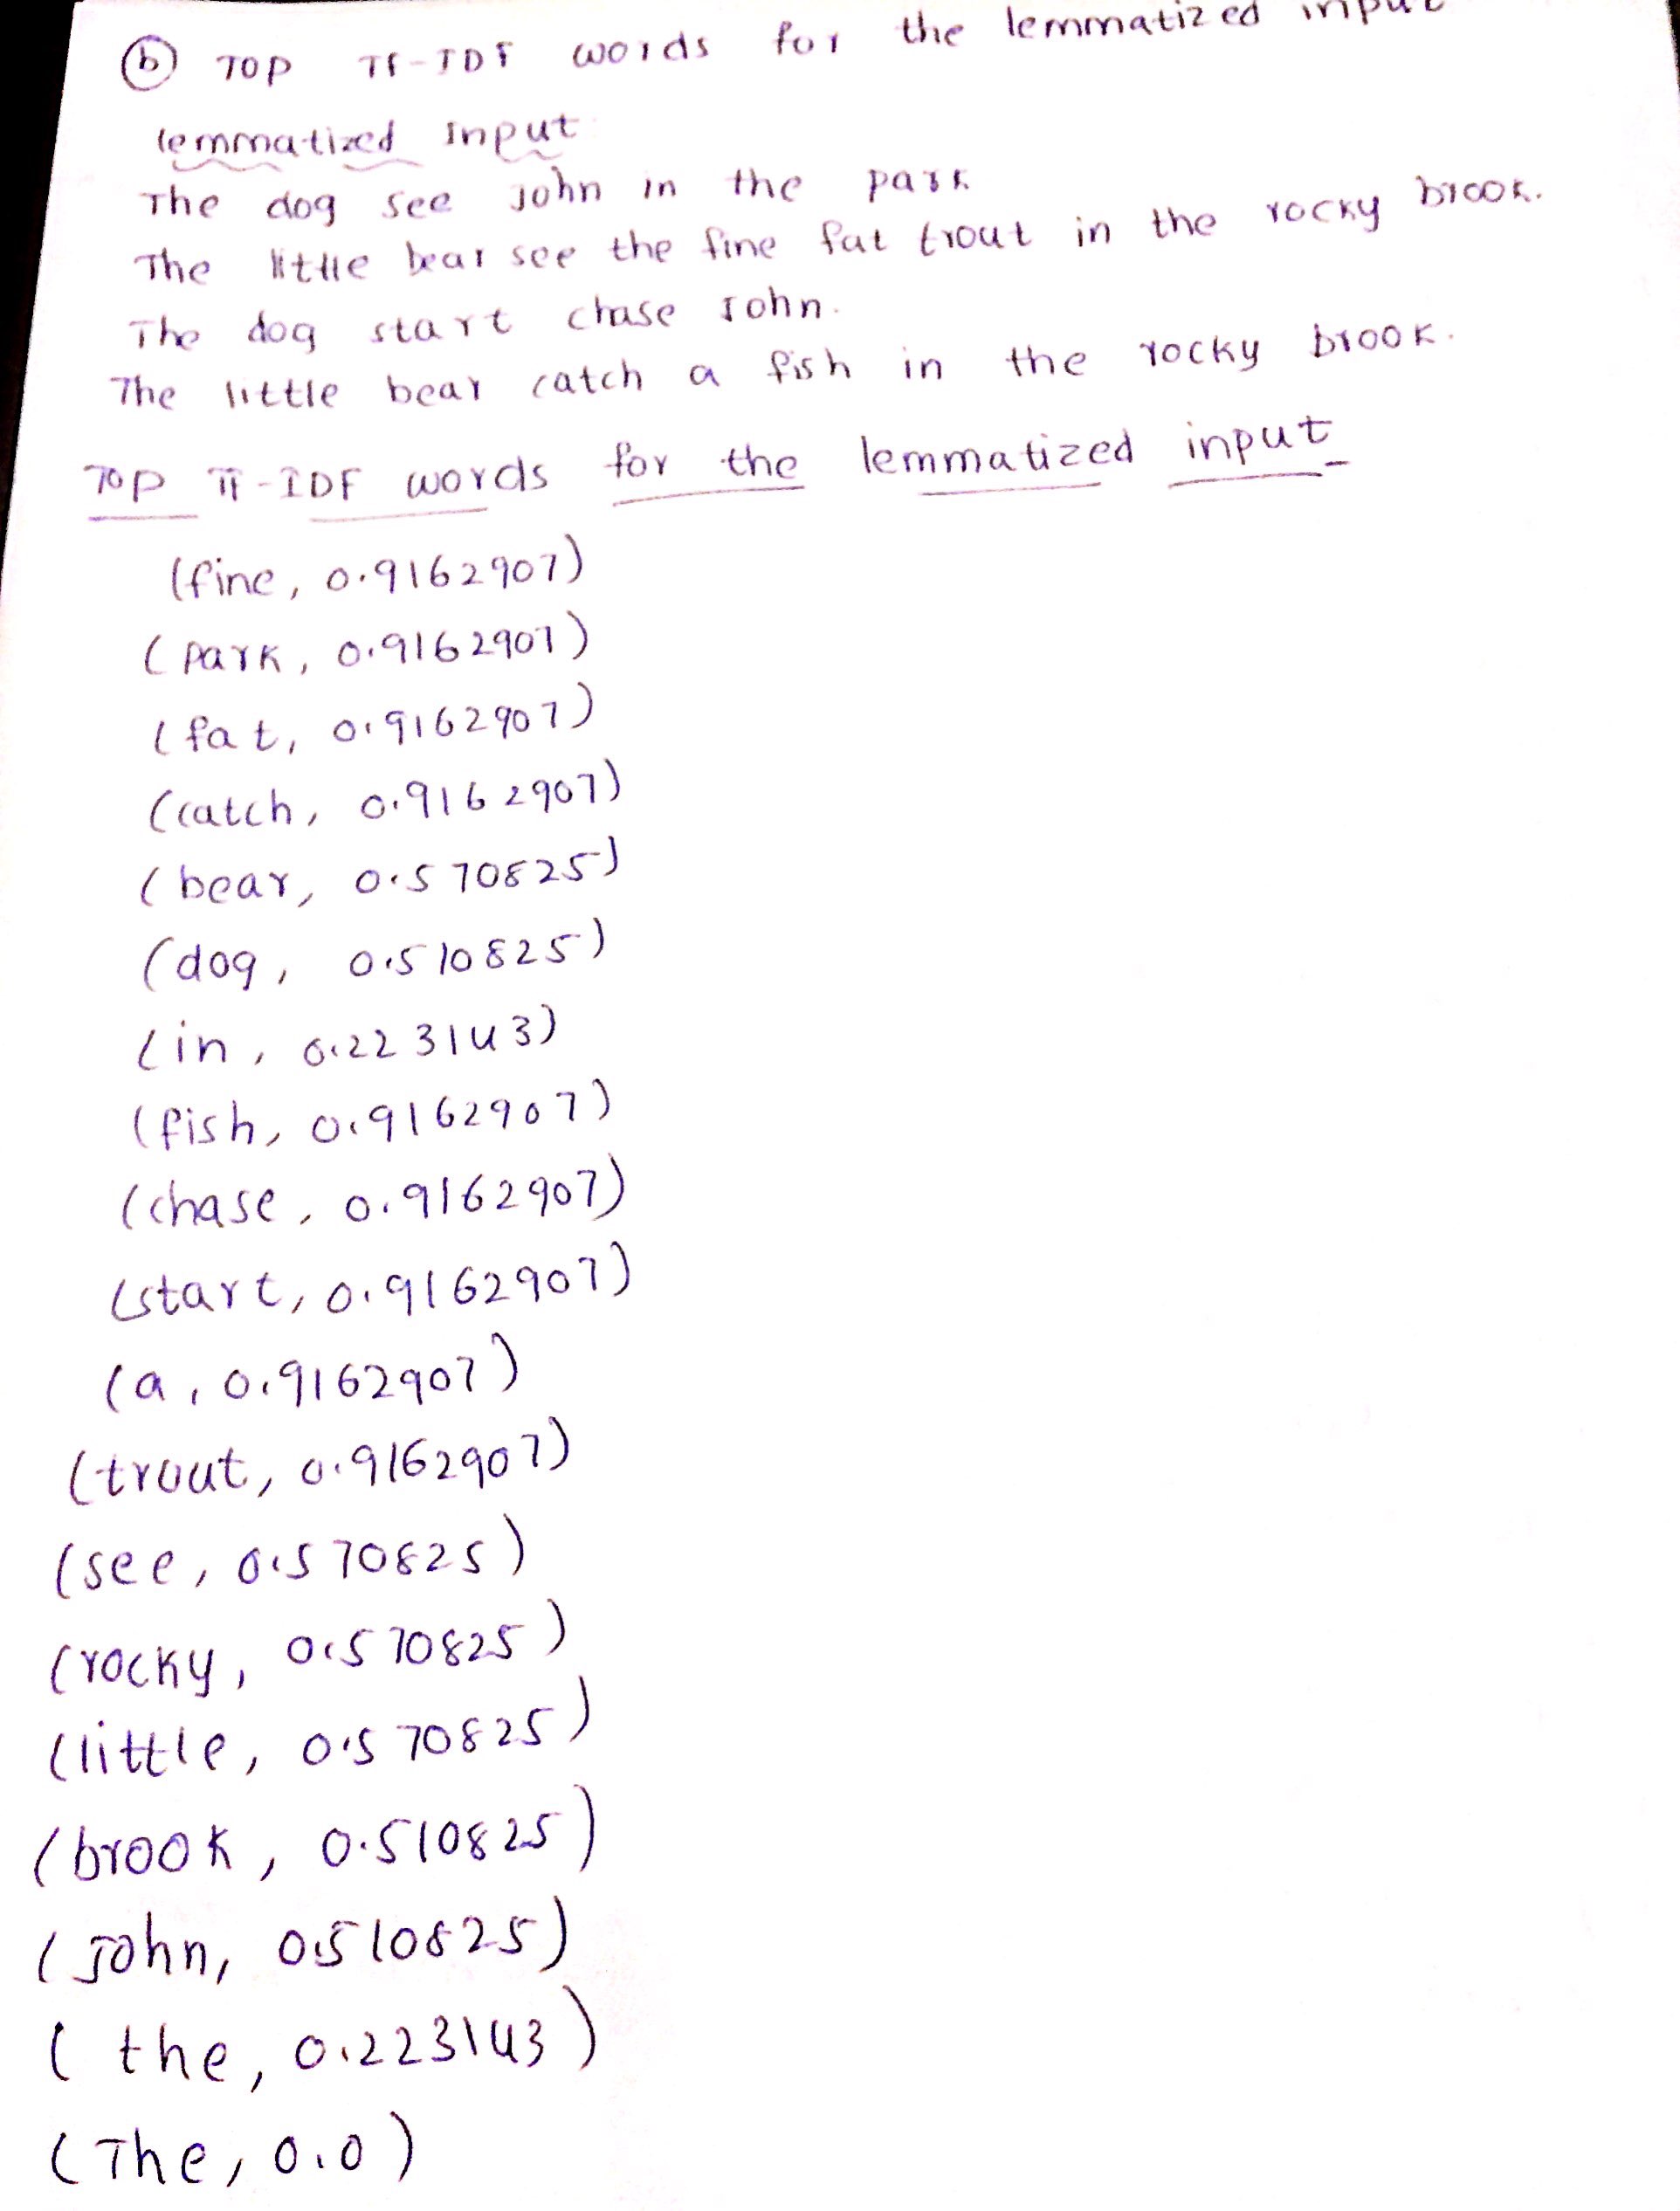 (b) TOP TF-IDF words for the lemmatized input
lemmatized input
The dog see John in the park
The little bear see the fine fat trout in the rocky brook.
The dog start chase John.
The little bear catch a fish in the rocky brook.
TOP TF-IDF words for the lemmatized input
(fine, 0.9162907)
(park, 0.9162907)
(fat, 0.9162907)
(catch, 0.9162907)
(bear, 0.570825)
(dog, 0.510825)
(in, 0.223143)
(fish, 0.9162907)
(chase, 0.9162907)
(start, 0.9162907)
(a, 0.9162907)
(trout, 0.9162907)
(see, 0.570825)
(rocky, 0.570825)
(little, 0.570825)
(brook, 0.510825)
(John, 0.510825)
(the, 0.223143)
(The, 0.0)